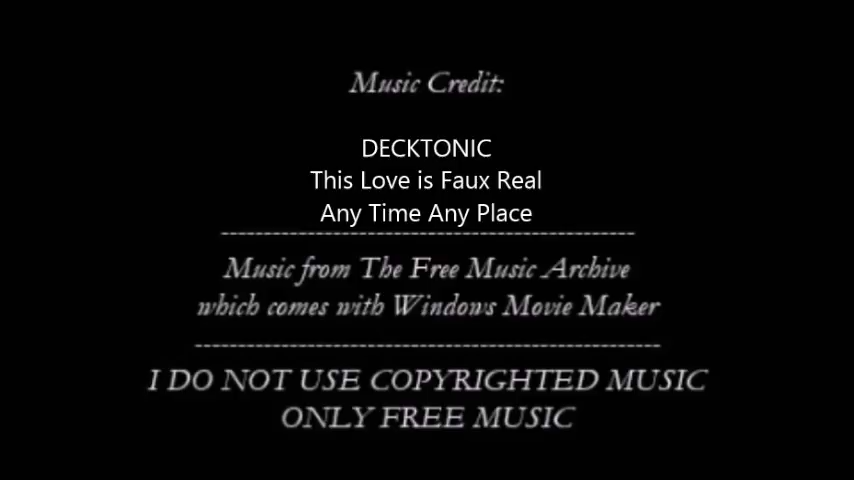 Music Credit:
DECKTONIC
This Love is Faux Real
Any Time Any Place
------------------------------------------------
Music from The Free Music Archive
which comes with Windows Movie Maker
------------------------------------------------------
I DO NOT USE COPYRIGHTED MUSIC
ONLY FREE MUSIC